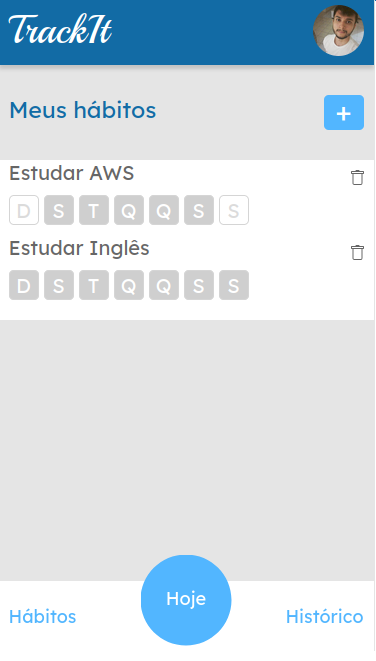 TrackIt
Meus hábitos
+
Estudar AWS
D S T Q Q S S
Estudar Inglês
D S T Q Q S S
Hoje
Hábitos
Histórico